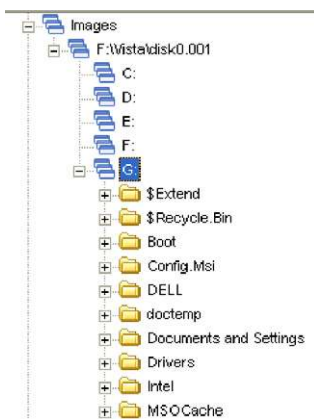 Images
F:\Vista\disk0.001
C:
D:
E:
F:
G:
$Extend
$Recycle.Bin
Boot
Config.Msi
DELL
doctemp
Documents and Settings
Drivers
Intel
MSOCache